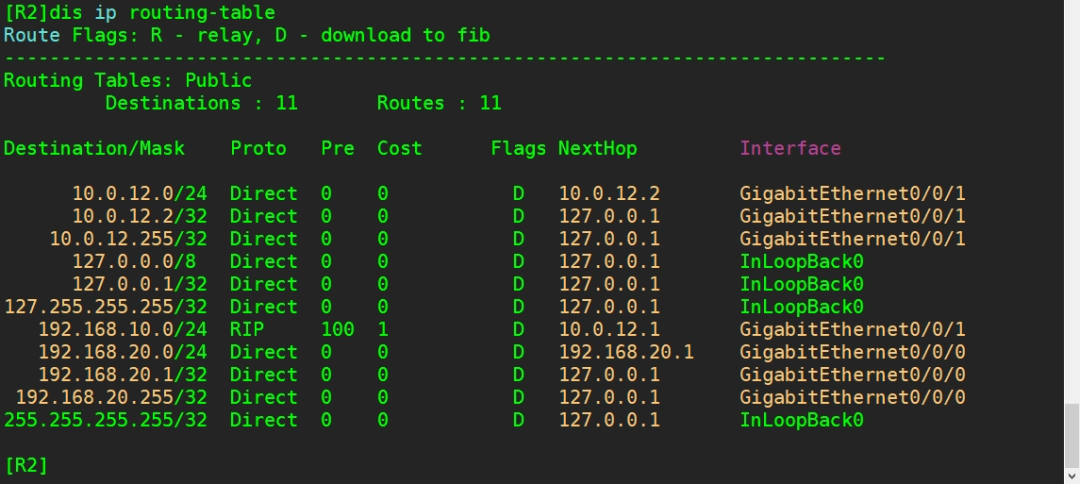 [R2]dis ip routing-table
Route Flags: R - relay, D - download to fib
------------------------------------------------------------------------------
Routing Tables: Public
         Destinations : 11       Routes : 11

Destination/Mask    Proto   Pre  Cost      Flags NextHop         Interface

      10.0.12.0/24  Direct  0    0           D   10.0.12.2       GigabitEthernet0/0/1
      10.0.12.2/32  Direct  0    0           D   127.0.0.1       GigabitEthernet0/0/1
    10.0.12.255/32  Direct  0    0           D   127.0.0.1       GigabitEthernet0/0/1
      127.0.0.0/8   Direct  0    0           D   127.0.0.1       InLoopBack0
      127.0.0.1/32  Direct  0    0           D   127.0.0.1       InLoopBack0
127.255.255.255/32  Direct  0    0           D   127.0.0.1       InLoopBack0
   192.168.10.0/24  RIP     100  1           D   10.0.12.1       GigabitEthernet0/0/1
   192.168.20.0/24  Direct  0    0           D   192.168.20.1    GigabitEthernet0/0/0
   192.168.20.1/32  Direct  0    0           D   127.0.0.1       GigabitEthernet0/0/0
 192.168.20.255/32  Direct  0    0           D   127.0.0.1       GigabitEthernet0/0/0
255.255.255.255/32  Direct  0    0           D   127.0.0.1       InLoopBack0

[R2]